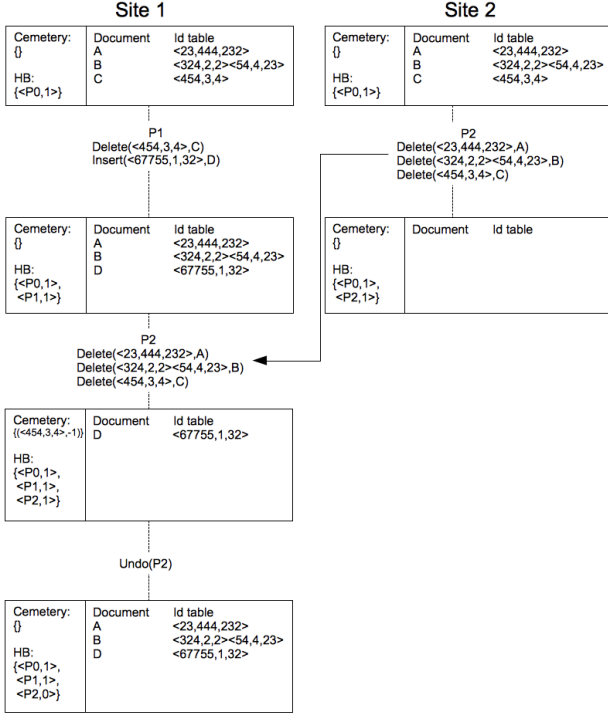 Site 1
Site 2
Cemetery:
{}
HB:
{<P0,1>}
Document Id table
A <23,444,232>
B <324,2,2><54,4,23>
C <454,3,4>
Cemetery:
{}
HB:
{<P0,1>}
Document Id table
A <23,444,232>
B <324,2,2><54,4,23>
C <454,3,4>
P1
Delete(<454,3,4>,C)
Insert(<67755,1,32>,D)
P2
Delete(<23,444,232>,A)
Delete(<324,2,2><54,4,23>,B)
Delete(<454,3,4>,C)
Cemetery:
{}
HB:
{<P0,1>,
<P1,1>}
Document Id table
A <23,444,232>
B <324,2,2><54,4,23>
D <67755,1,32>
Cemetery:
{}
HB:
{<P0,1>,
<P2,1>}
Document Id table
P2
Delete(<23,444,232>,A)
Delete(<324,2,2><54,4,23>,B)
Delete(<454,3,4>,C)
Cemetery:
{(<454,3,4>,-1)}
HB:
{<P0,1>,
<P1,1>,
<P2,1>}
Document Id table
D <67755,1,32>
Undo(P2)
Cemetery:
{}
HB:
{<P0,1>,
<P1,1>,
<P2,0>}
Document Id table
A <23,444,232>
B <324,2,2><54,4,23>
D <67755,1,32>